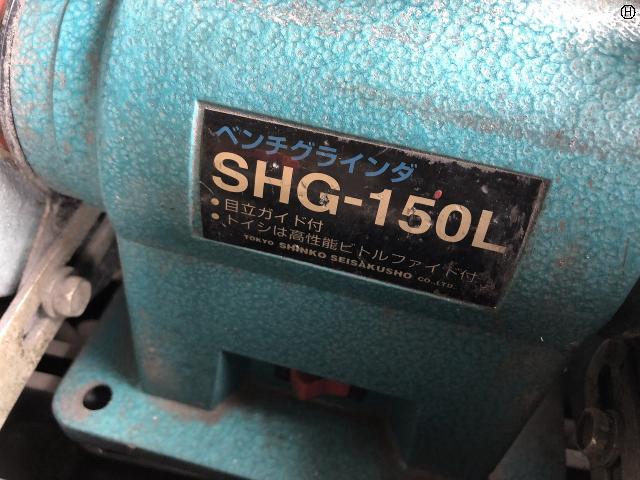 ベンチグラインダ
SHG-150L
・目立ガイド付
・トイシは高性能ビトルファイド付
TOKYO SHINKO SEISAKUSHO CO.,LTD.
H